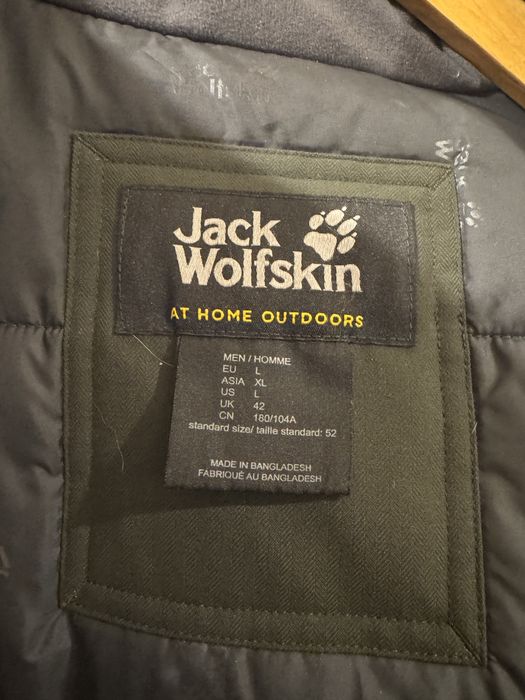 Jack
Wolfskin
AT HOME OUTDOORS
MEN / HOMME
EU L
ASIA XL
US L
UK 42
CN 180/104A
standard size/ taille standard: 52
MADE IN BANGLADESH
FABRIQUÉ AU BANGLADESH